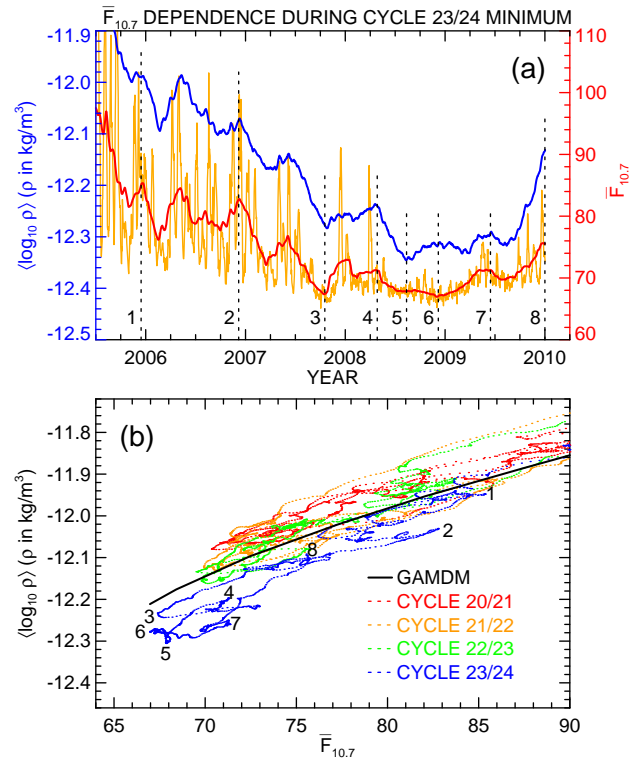 F̅10.7 DEPENDENCE DURING CYCLE 23/24 MINIMUM
(a)
-11.9
-12.0
-12.1
-12.2
-12.3
-12.4
-12.5
⟨log10 ρ⟩ (ρ in kg/m3)
110
100
90
80
70
60
F̅10.7
1 2 3 4 5 6 7 8
2006 2007 2008 2009 2010
YEAR
(b)
-11.8
-11.9
-12.0
-12.1
-12.2
-12.3
-12.4
⟨log10 ρ⟩ (ρ in kg/m3)
1
2
8
4
3
7
6
5
GAMDM
CYCLE 20/21
CYCLE 21/22
CYCLE 22/23
CYCLE 23/24
65 70 75 80 85 90
F̅10.7